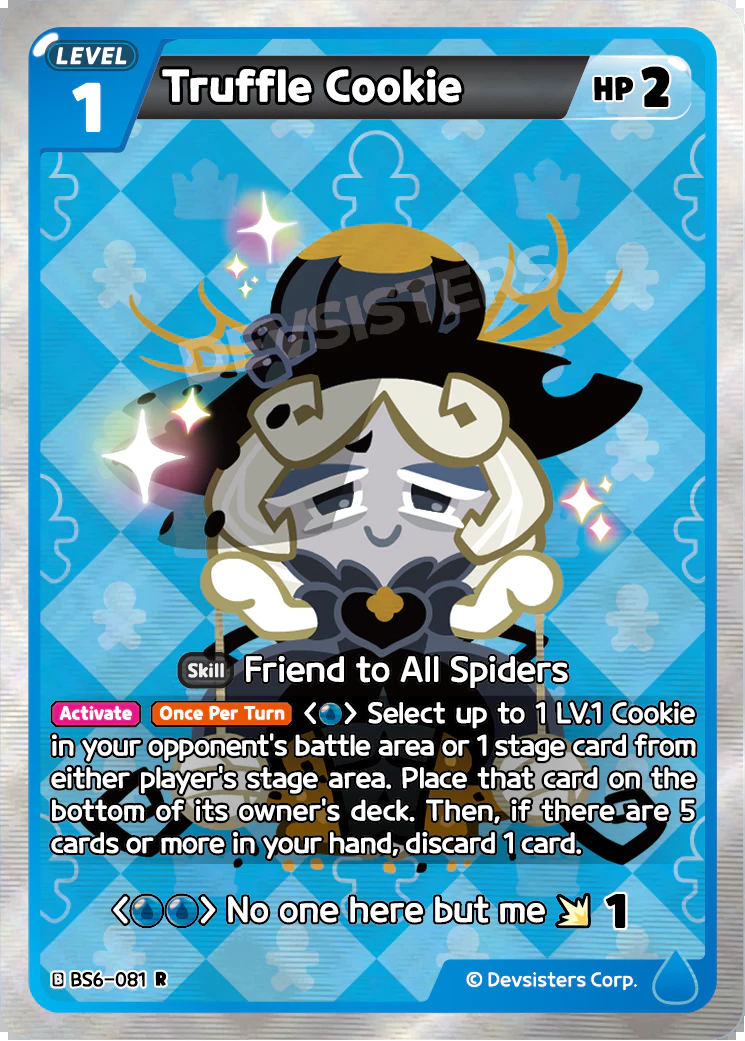 LEVEL
1
Truffle Cookie
HP 2
DEVSISTERS
Skill Friend to All Spiders
Activate Once Per Turn < > Select up to 1 LV.1 Cookie
in your opponent's battle area or 1 stage card from
either player's stage area. Place that card on the
bottom of its owner's deck. Then, if there are 5
cards or more in your hand, discard 1 card.
< > No one here but me 1
B BS6-081 R
© Devsisters Corp.